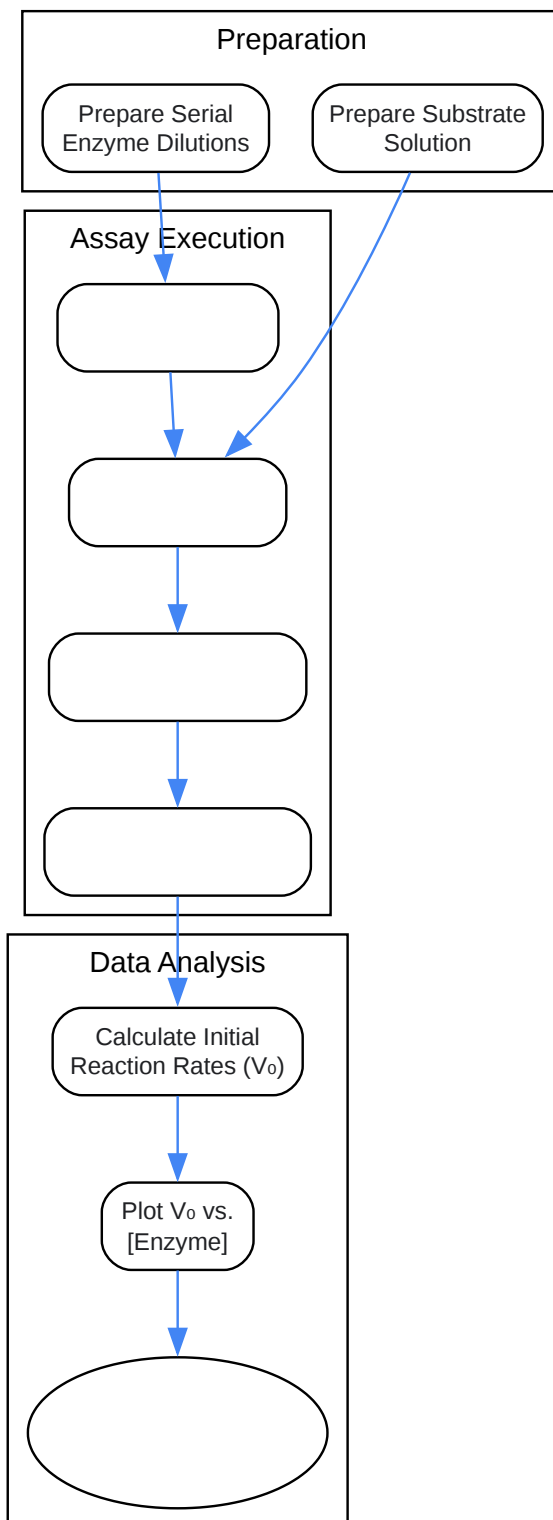 Preparation
Prepare Serial
Enzyme Dilutions
Prepare Substrate
Solution
Assay Execution
Data Analysis
Calculate Initial
Reaction Rates (V₀)
Plot V₀ vs.
[Enzyme]